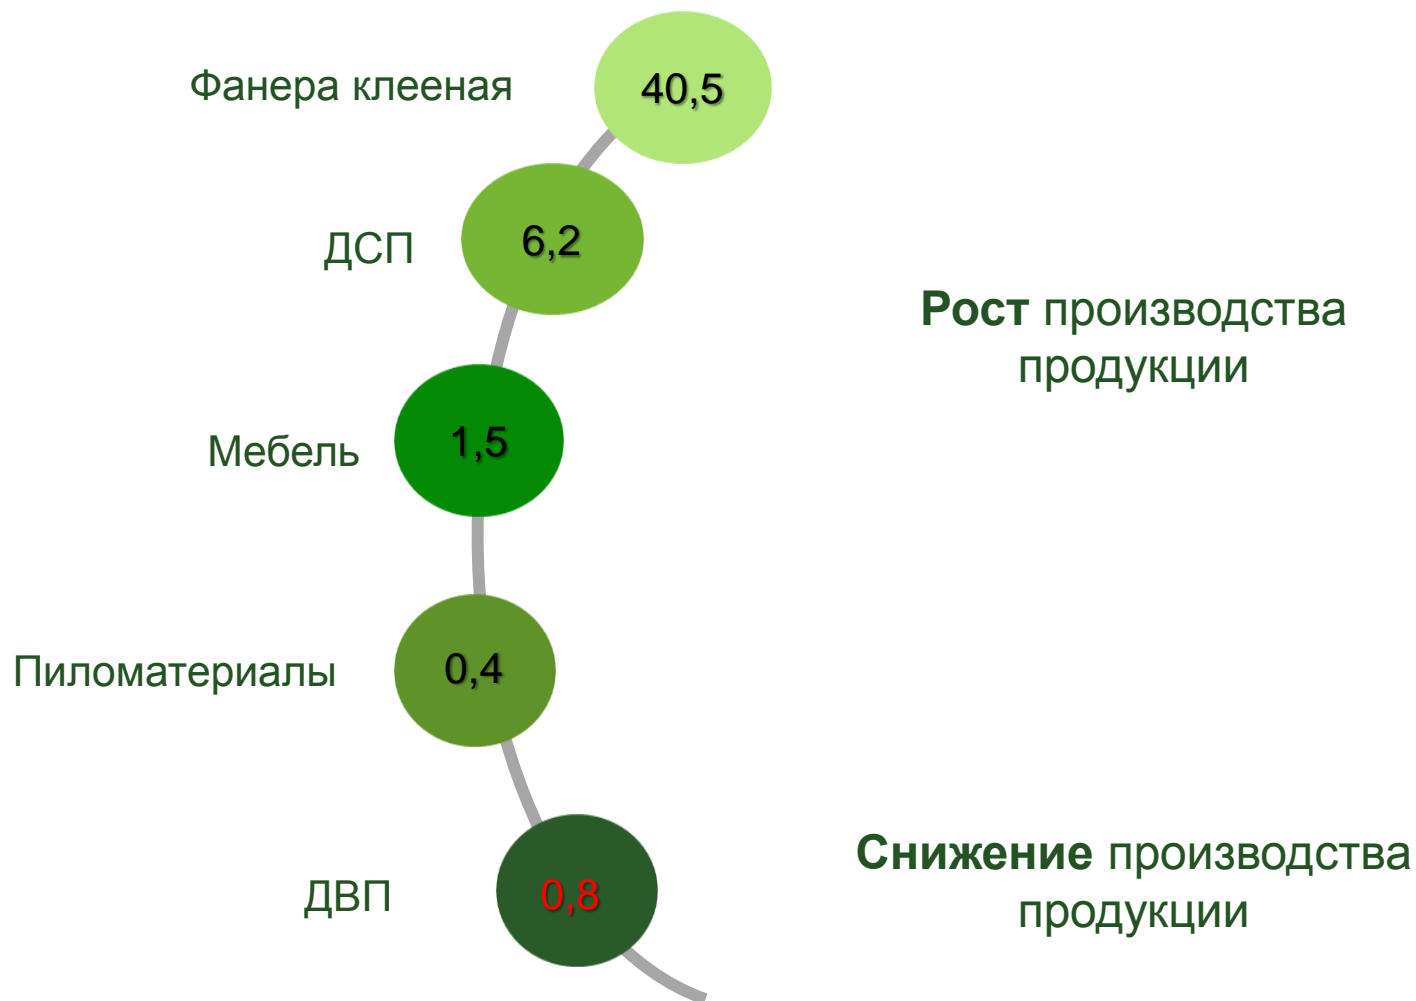 Фанера клееная
40,5
ДСП
6,2
Рост производства
продукции
Мебель
1,5
Пиломатериалы
0,4
ДВП
0,8
Снижение производства
продукции